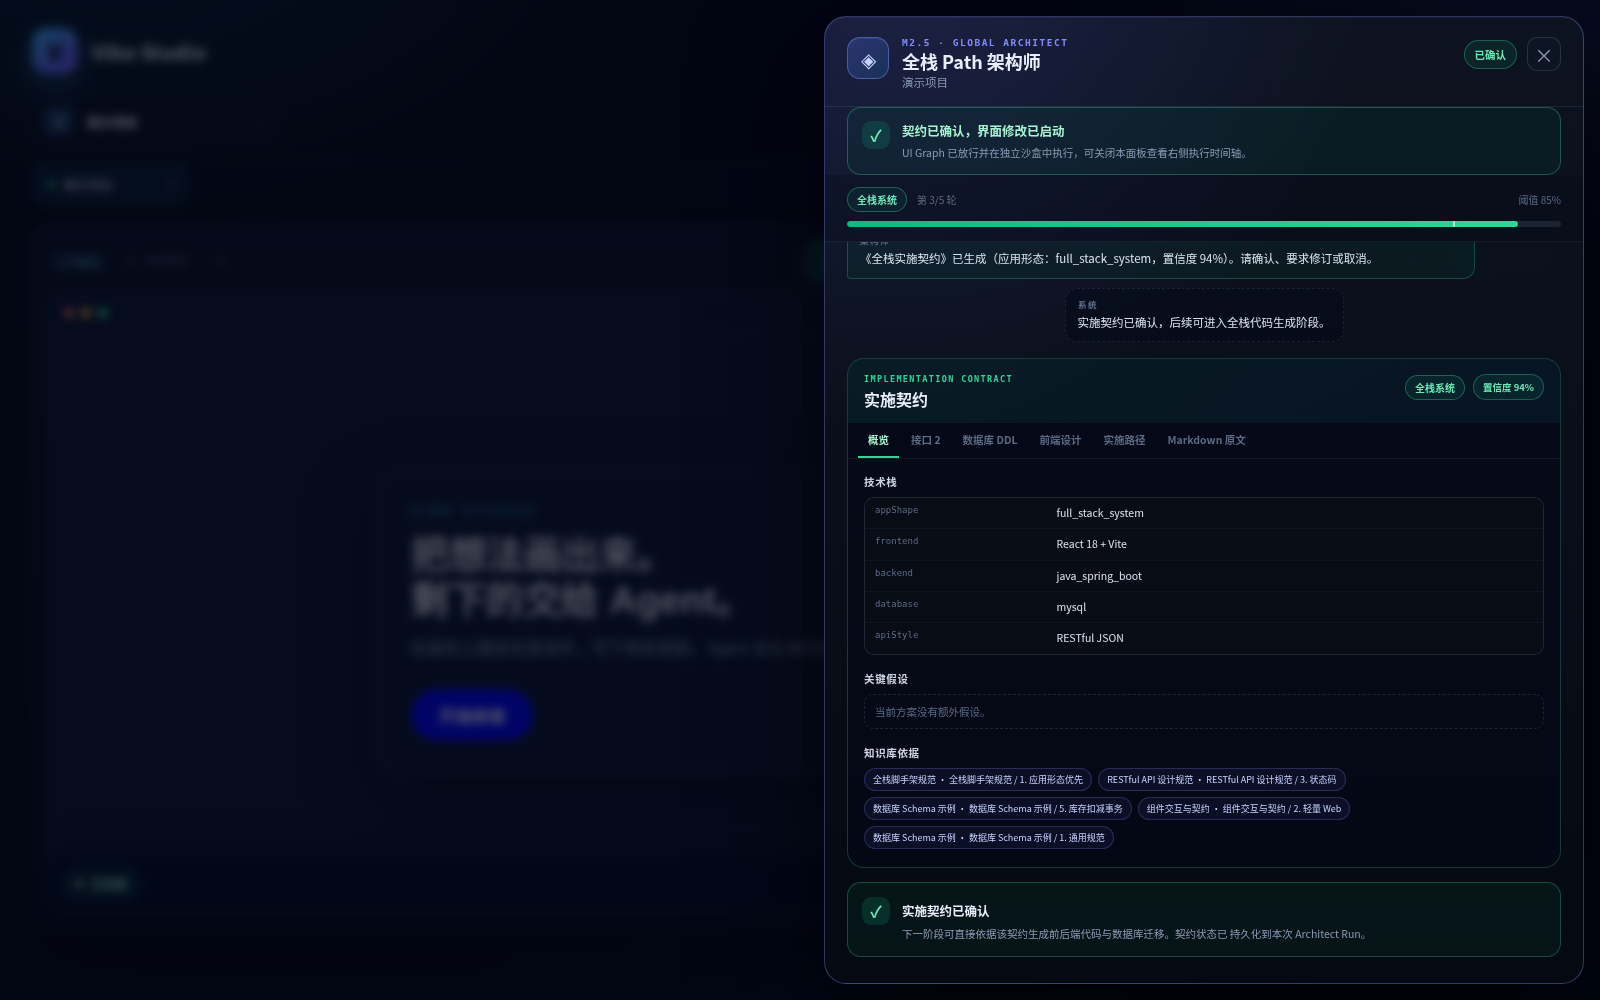 Vibe Studio
把想法画出来。
剩下的交给 Agent。
M2.5 · GLOBAL ARCHITECT
全栈 Path 架构师
演示项目
已确认
契约已确认，界面修改已启动
UI Graph 已放行并在独立沙盒中执行，可关闭本面板查看右侧执行时间轴。
全栈系统 第 3/5 轮 阈值 85%
架构师
《全栈实施契约》已生成（应用形态：full_stack_system，置信度 94%）。请确认、要求修订或取消。
系统
实施契约已确认，后续可进入全栈代码生成阶段。
IMPLEMENTATION CONTRACT
实施契约
全栈系统 置信度 94%
概览 接口 2 数据库 DDL 前端设计 实施路径 Markdown 原文
技术栈
appShape full_stack_system
frontend React 18 + Vite
backend java_spring_boot
database mysql
apiStyle RESTful JSON
关键假设
当前方案没有额外假设。
知识库依据
全栈脚手架规范 · 全栈脚手架规范 / 1. 应用形态优先 RESTful API 设计规范 · RESTful API 设计规范 / 3. 状态码
数据库 Schema 示例 · 数据库 Schema 示例 / 5. 库存扣减事务 组件交互与契约 · 组件交互与契约 / 2. 轻量 Web
数据库 Schema 示例 · 数据库 Schema 示例 / 1. 通用规范
实施契约已确认
下一阶段可直接依据该契约生成前后端代码与数据库迁移。契约状态已 持久化到本次 Architect Run。